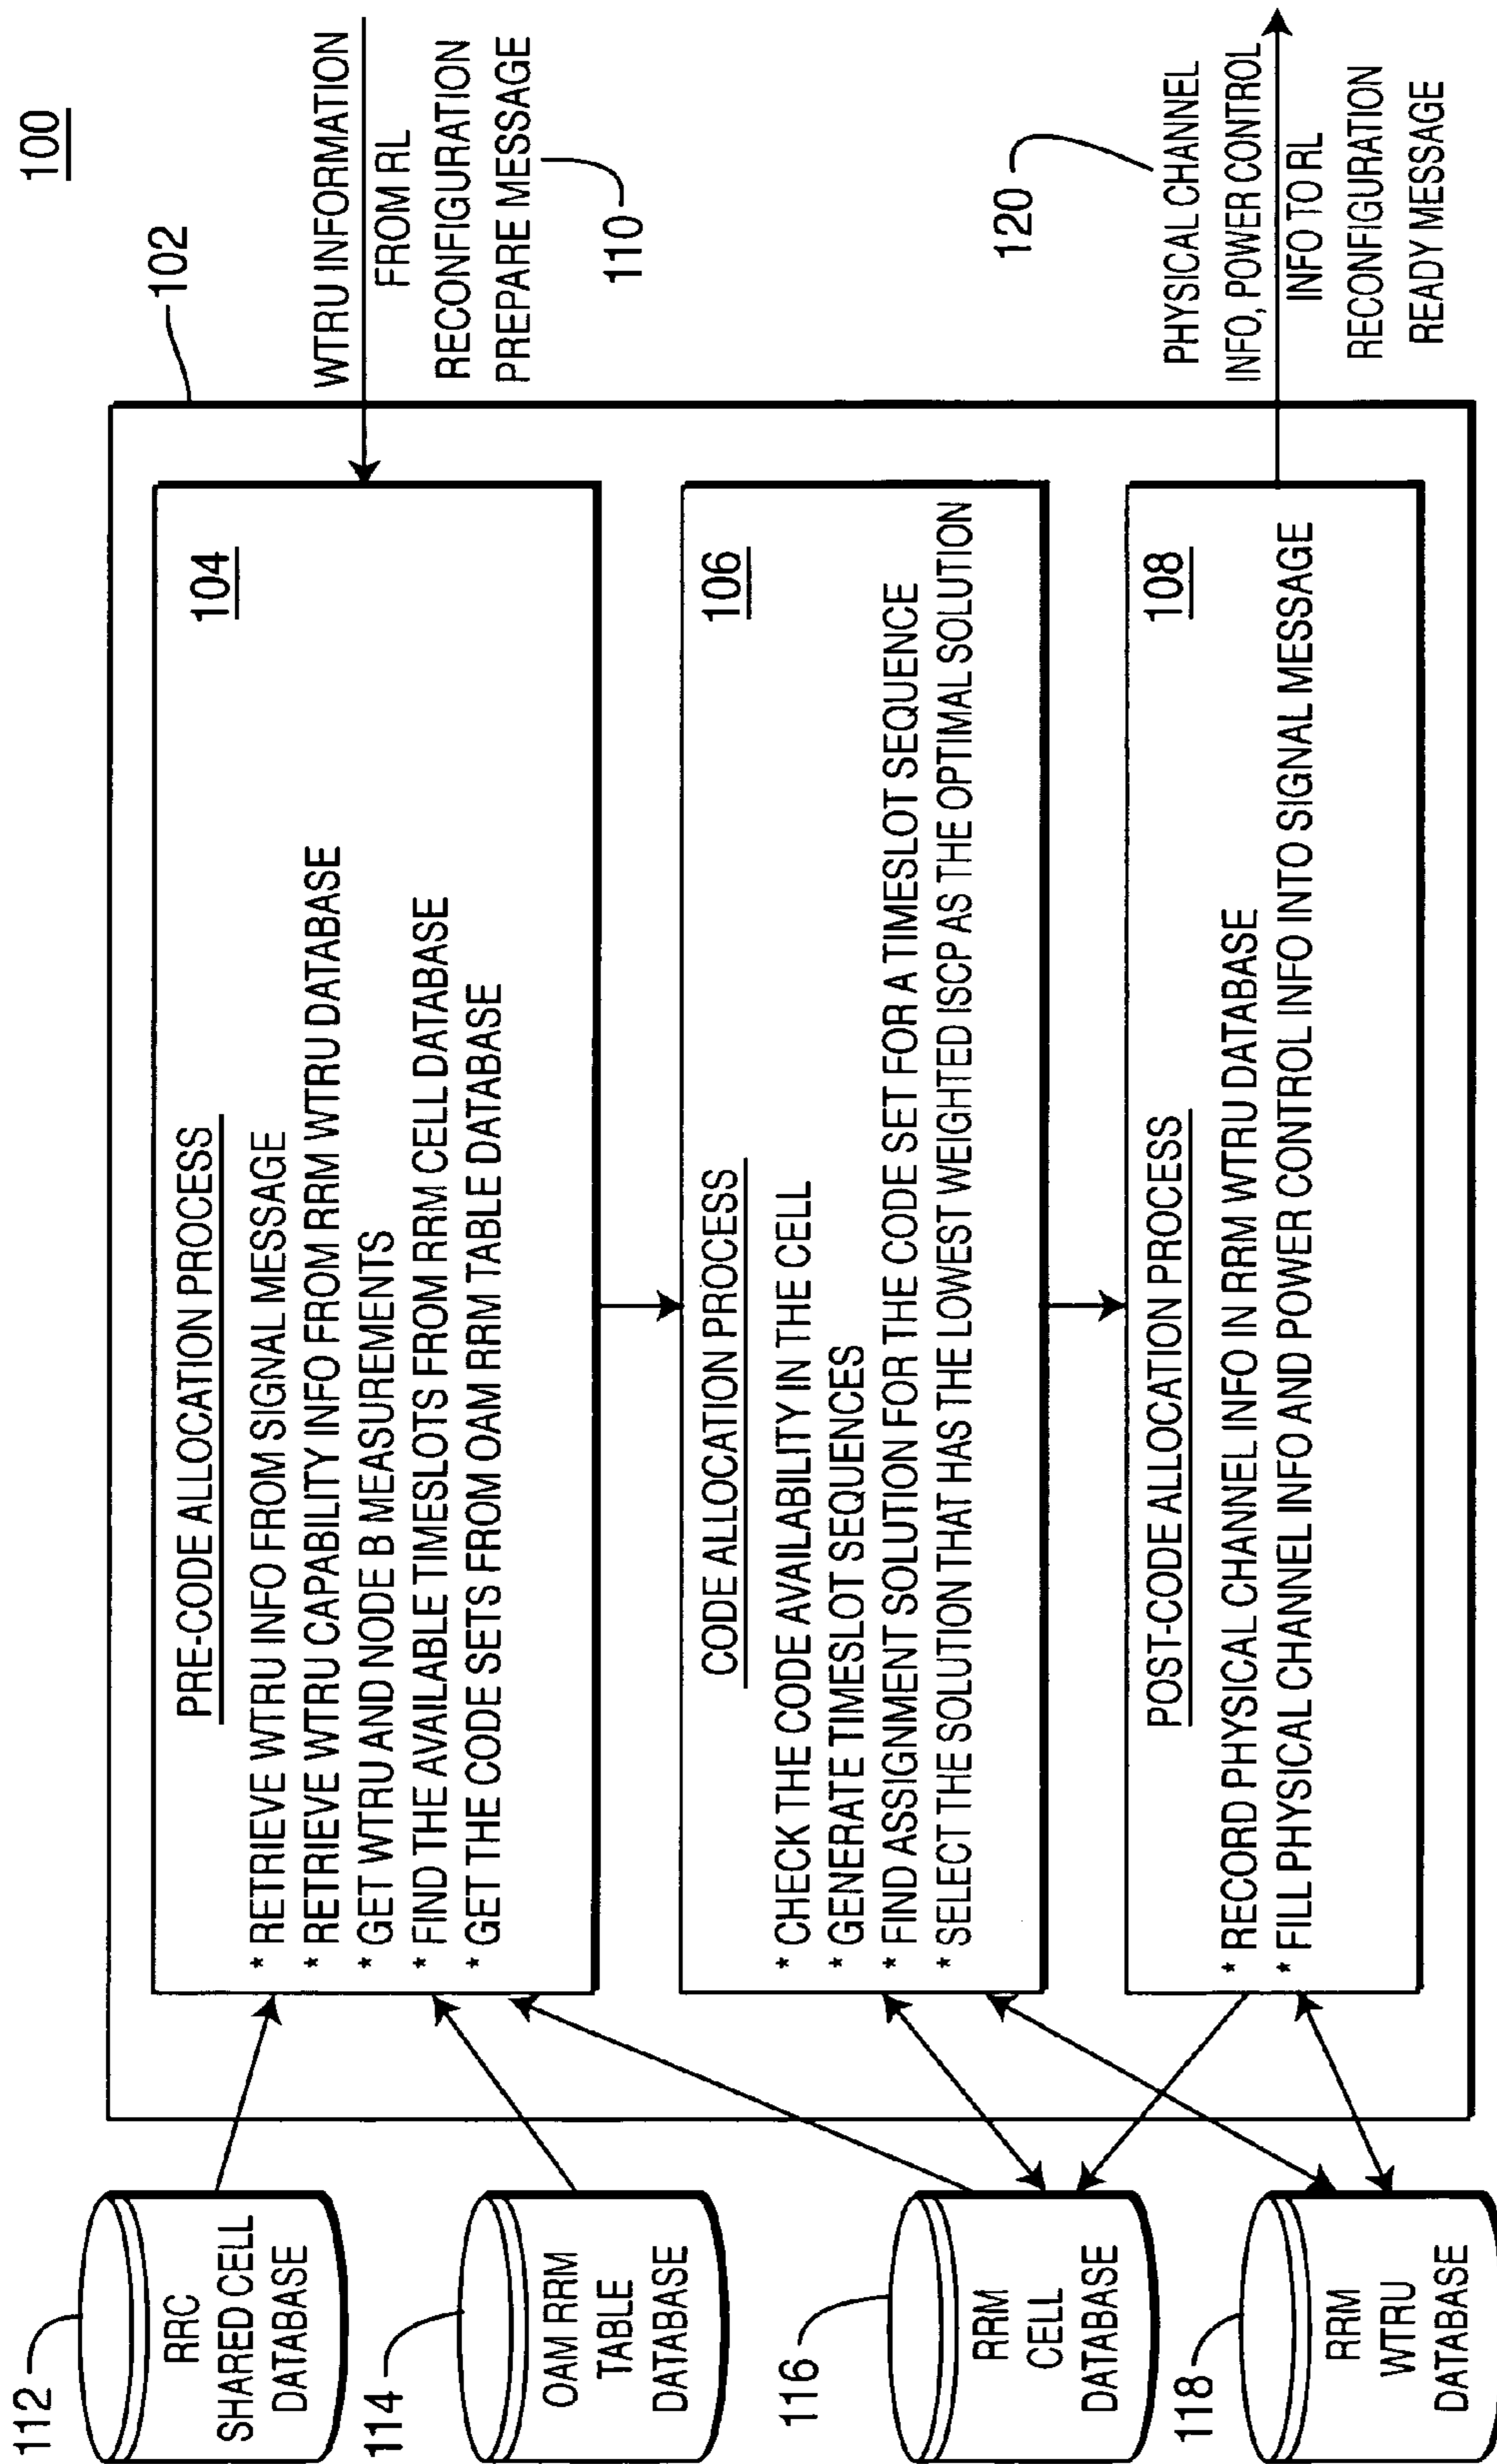 100
102
WTRU INFORMATION
FROM RL
RECONFIGURATION
PREPARE MESSAGE
110
104
PRE-CODE ALLOCATION PROCESS
* RETRIEVE WTRU INFO FROM SIGNAL MESSAGE
* RETRIEVE WTRU CAPABILITY INFO FROM RRM WTRU DATABASE
* GET WTRU AND NODE B MEASUREMENTS
* FIND THE AVAILABLE TIMESLOTS FROM RRM CELL DATABASE
* GET THE CODE SETS FROM OAM RRM TABLE DATABASE
106
CODE ALLOCATION PROCESS
* CHECK THE CODE AVAILABILITY IN THE CELL
* GENERATE TIMESLOT SEQUENCES
* FIND ASSIGNMENT SOLUTION FOR THE CODE SET FOR A TIMESLOT SEQUENCE
* SELECT THE SOLUTION THAT HAS THE LOWEST WEIGHTED ISCP AS THE OPTIMAL SOLUTION
108
POST-CODE ALLOCATION PROCESS
* RECORD PHYSICAL CHANNEL INFO IN RRM WTRU DATABASE
* FILL PHYSICAL CHANNEL INFO AND POWER CONTROL INFO INTO SIGNAL MESSAGE
120
PHYSICAL CHANNEL
INFO, POWER CONTROL
INFO TO RL
RECONFIGURATION
READY MESSAGE
112
RRC
SHARED CELL
DATABASE
114
OAM RRM
TABLE
DATABASE
116
RRM
CELL
DATABASE
118
RRM
WTRU
DATABASE